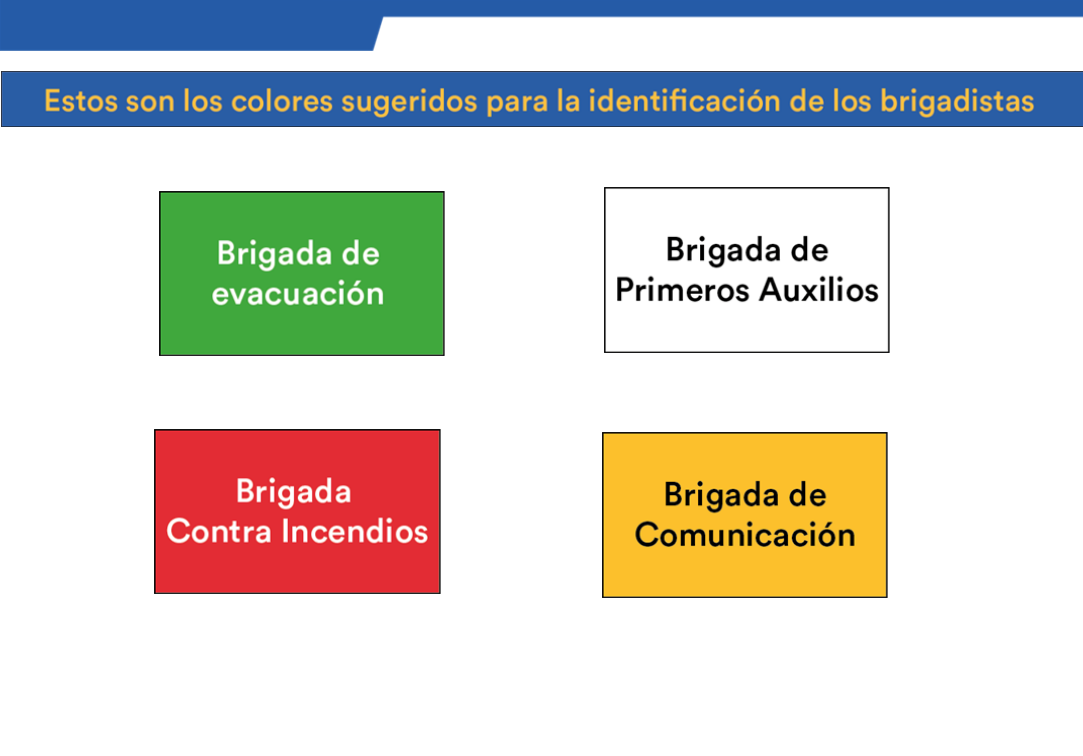 Estos son los colores sugeridos para la identificación de los brigadistas
Brigada de
evacuación
Brigada de
Primeros Auxilios
Brigada
Contra Incendios
Brigada de
Comunicación